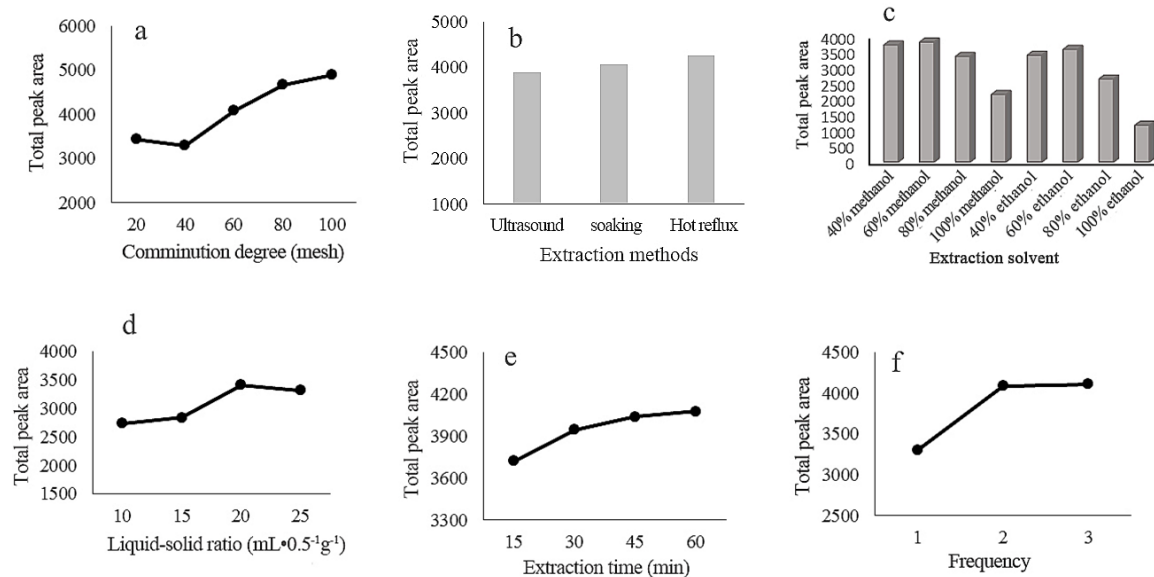 a
Total peak area
6000
5000
4000
3000
2000
20 40 60 80 100
Comminution degree (mesh)
b
Total peak area
5000
4000
3000
2000
1000
Ultrasound soaking Hot reflux
Extraction methods
c
Total peak area
4000
3500
3000
2500
2000
1500
1000
500
0
40% methanol
60% methanol
80% methanol
100% methanol
40% ethanol
60% ethanol
80% ethanol
100% ethanol
Extraction solvent
d
Total peak area
4000
3500
3000
2500
2000
1500
10 15 20 25
Liquid-solid ratio (mL•0.5⁻¹g⁻¹)
e
Total peak area
4500
4200
3900
3600
3300
15 30 45 60
Extraction time (min)
f
Total peak area
4500
4000
3500
3000
2500
1 2 3
Frequency